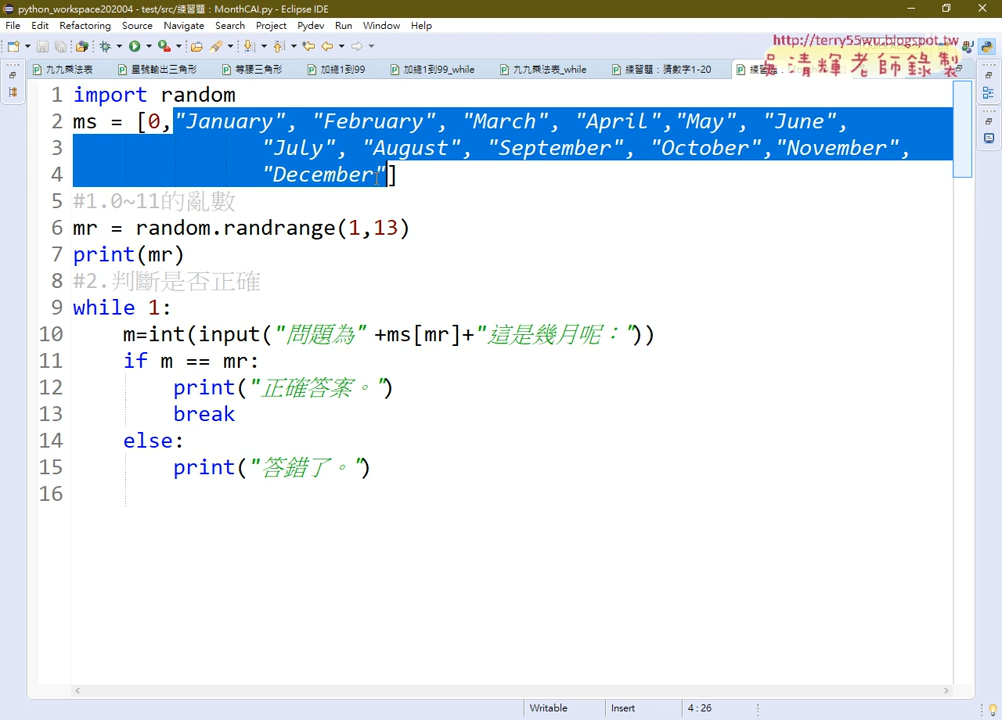 python_workspace202004 - test/src/練習題：MonthCAI.py - Eclipse IDE
File Edit Refactoring Source Navigate Search Project Pydev Run Window Help
http://terry55wu.blogspot.tw
吳清輝老師錄製
九九乘法表 星號輸出三角形 等腰三角形 加總1到99 加總1到99_while 九九乘法表_while 練習題：猜數字1-20
1 import random
2 ms = [0,"January", "February", "March", "April","May", "June",
3 "July", "August", "September", "October","November",
4 "December"]
5 #1.0~11的亂數
6 mr = random.randrange(1,13)
7 print(mr)
8 #2.判斷是否正確
9 while 1:
10 m=int(input("問題為" +ms[mr]+"這是幾月呢："))
11 if m == mr:
12 print("正確答案。")
13 break
14 else:
15 print("答錯了。")
16
Writable Insert 4 : 26